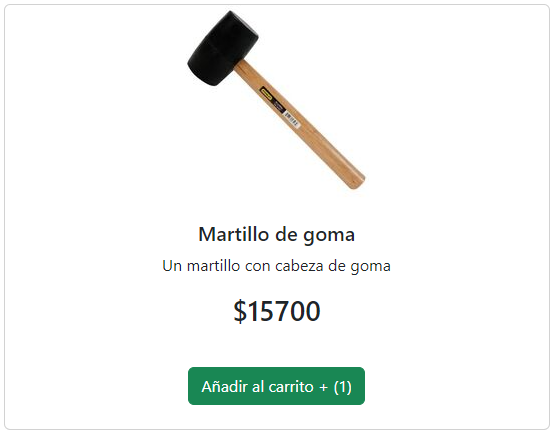 Martillo de goma
Un martillo con cabeza de goma
$15700
Añadir al carrito + (1)